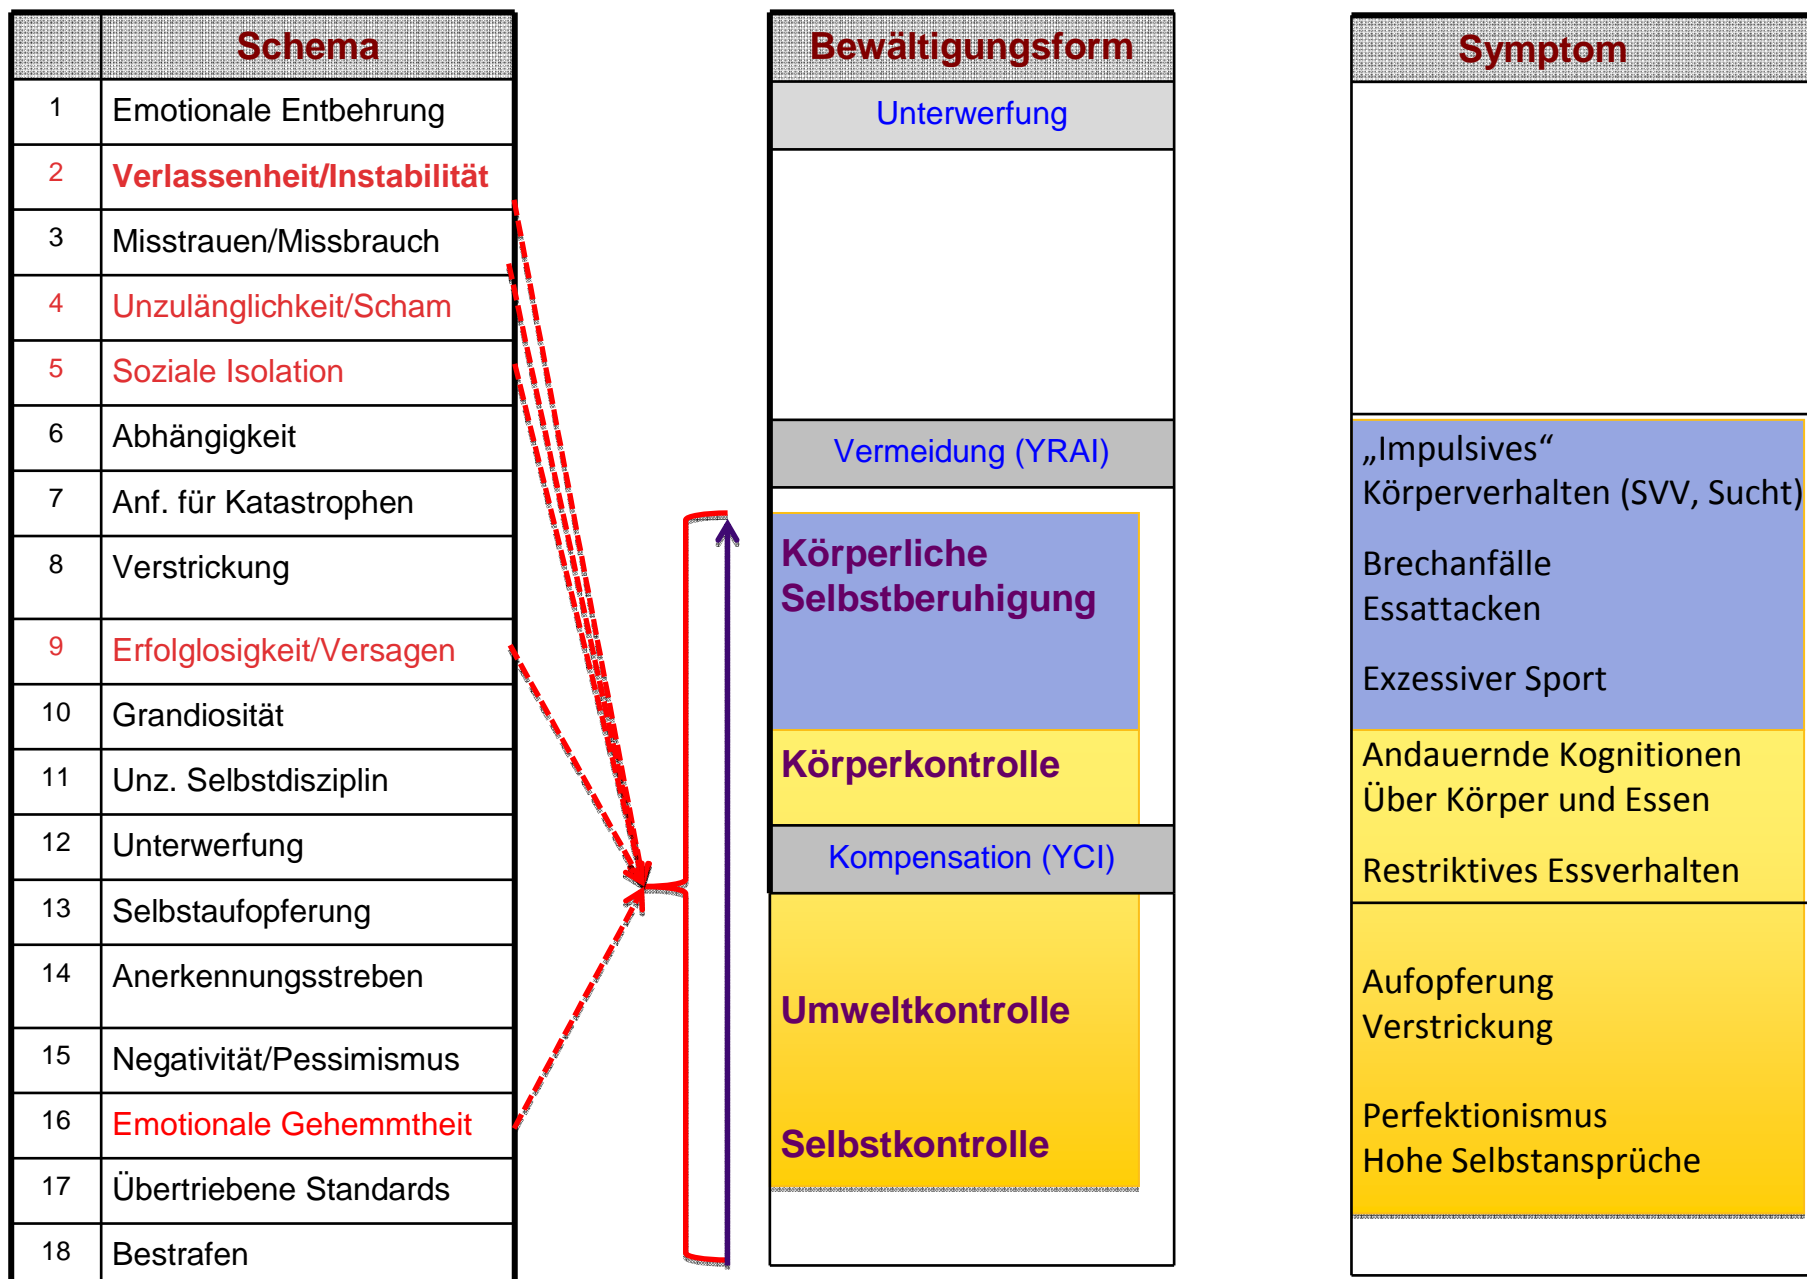 Schema
1 Emotionale Entbehrung
2 Verlassenheit/Instabilität
3 Misstrauen/Missbrauch
4 Unzulänglichkeit/Scham
5 Soziale Isolation
6 Abhängigkeit
7 Anf. für Katastrophen
8 Verstrickung
9 Erfolglosigkeit/Versagen
10 Grandiosität
11 Unz. Selbstdisziplin
12 Unterwerfung
13 Selbstaufopferung
14 Anerkennungsstreben
15 Negativität/Pessimismus
16 Emotionale Gehemmtheit
17 Übertriebene Standards
18 Bestrafen
Bewältigungsform
Unterwerfung
Vermeidung (YRAI)
Körperliche
Selbstberuhigung
Körperkontrolle
Kompensation (YCI)
Umweltkontrolle
Selbstkontrolle
Symptom
„Impulsives“
Körperverhalten (SVV, Sucht)
Brechanfälle
Essattacken
Exzessiver Sport
Andauernde Kognitionen
Über Körper und Essen
Restriktives Essverhalten
Aufopferung
Verstrickung
Perfektionismus
Hohe Selbstansprüche